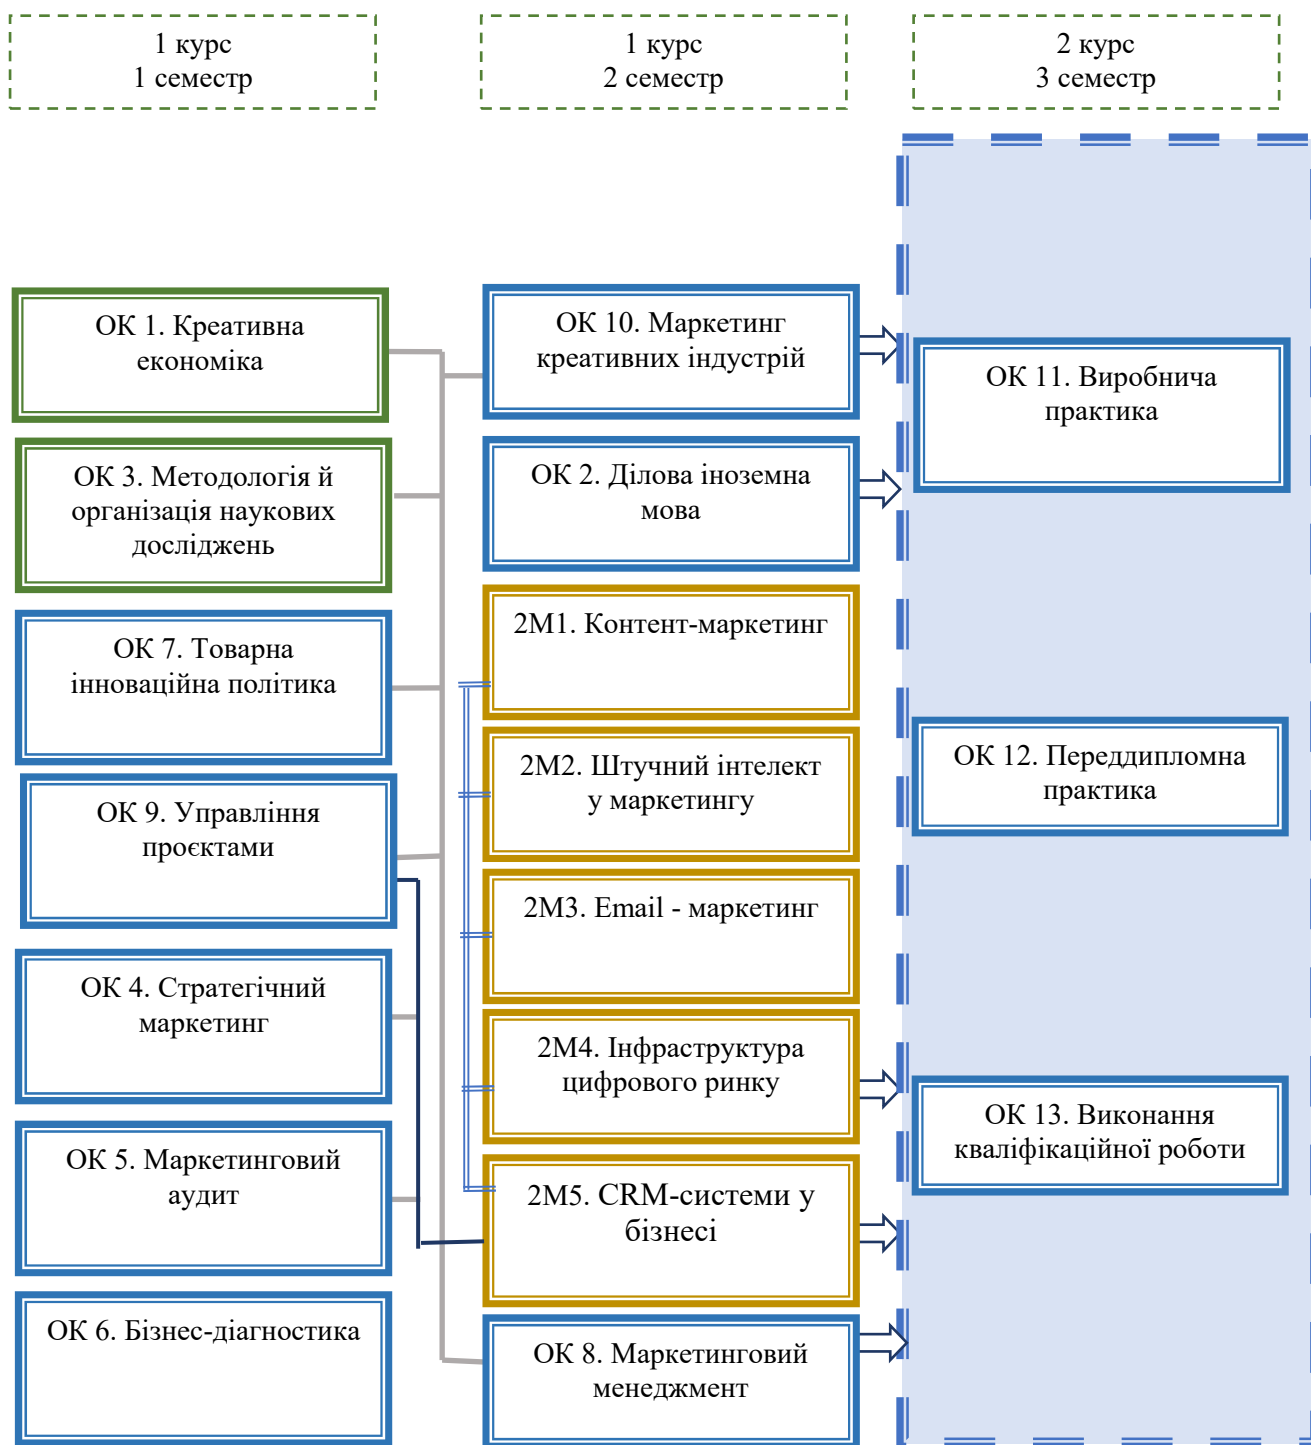 1 курс
1 семестр
1 курс
2 семестр
2 курс
3 семестр
ОК 1. Креативна
економіка
ОК 3. Методологія й
організація наукових
досліджень
ОК 7. Товарна
інноваційна політика
ОК 9. Управління
проєктами
ОК 4. Стратегічний
маркетинг
ОК 5. Маркетинговий
аудит
ОК 6. Бізнес-діагностика
ОК 10. Маркетинг
креативних індустрій
ОК 2. Ділова іноземна
мова
2М1. Контент-маркетинг
2М2. Штучний інтелект
у маркетингу
2М3. Email - маркетинг
2М4. Інфраструктура
цифрового ринку
2М5. CRM-системи у
бізнесі
ОК 8. Маркетинговий
менеджмент
ОК 11. Виробнича
практика
ОК 12. Переддипломна
практика
ОК 13. Виконання
кваліфікаційної роботи